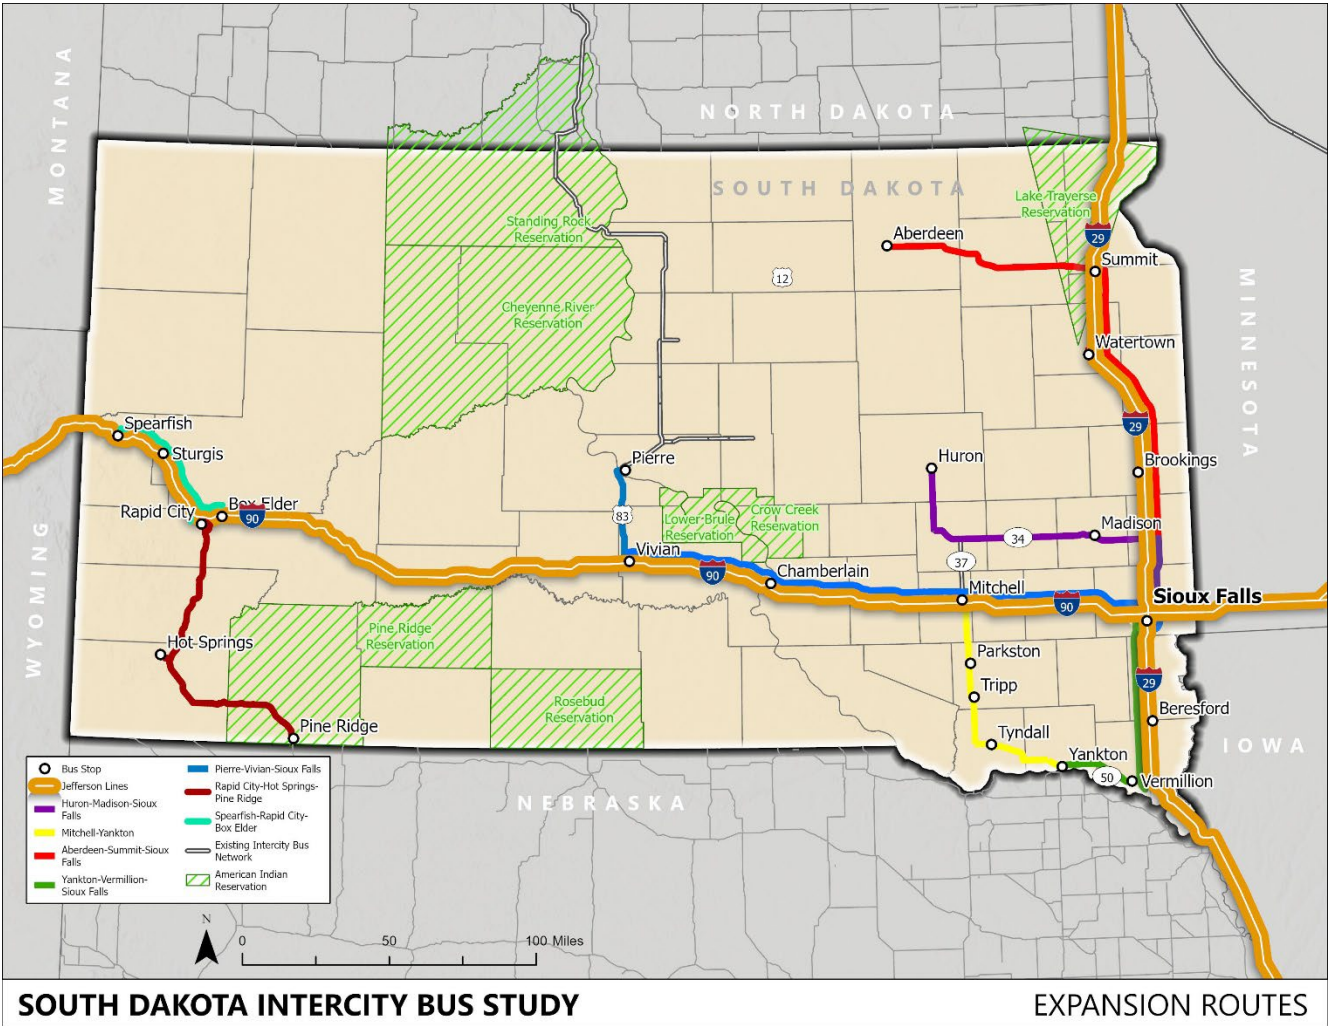 MONTANA
NORTH DAKOTA
SOUTH DAKOTA
Lake Traverse
Reservation
Standing Rock
Reservation
Aberdeen
29
Summit
12
MINNESOTA
Cheyenne River
Reservation
Watertown
Spearfish
29
Sturgis
Pierre
Huron
Brookings
Rapid City
Box Elder
90
83
Lower Brule
Reservation
Crow Creek
Reservation
34
Madison
WYOMING
Vivian
90
Chamberlain
37
Mitchell
90
Sioux Falls
Hot Springs
Pine Ridge
Reservation
Parkston
Tripp
29
Rosebud
Reservation
Beresford
Pine Ridge
Tyndall
IOWA
Yankton
50
Vermillion
NEBRASKA
Bus Stop
Jefferson Lines
Huron-Madison-Sioux
Falls
Mitchell-Yankton
Aberdeen-Summit-Sioux
Falls
Yankton-Vermillion-
Sioux Falls
Pierre-Vivian-Sioux Falls
Rapid City-Hot Springs-
Pine Ridge
Spearfish-Rapid City-
Box Elder
Existing Intercity Bus
Network
American Indian
Reservation
N
0 50 100 Miles
SOUTH DAKOTA INTERCITY BUS STUDY
EXPANSION ROUTES